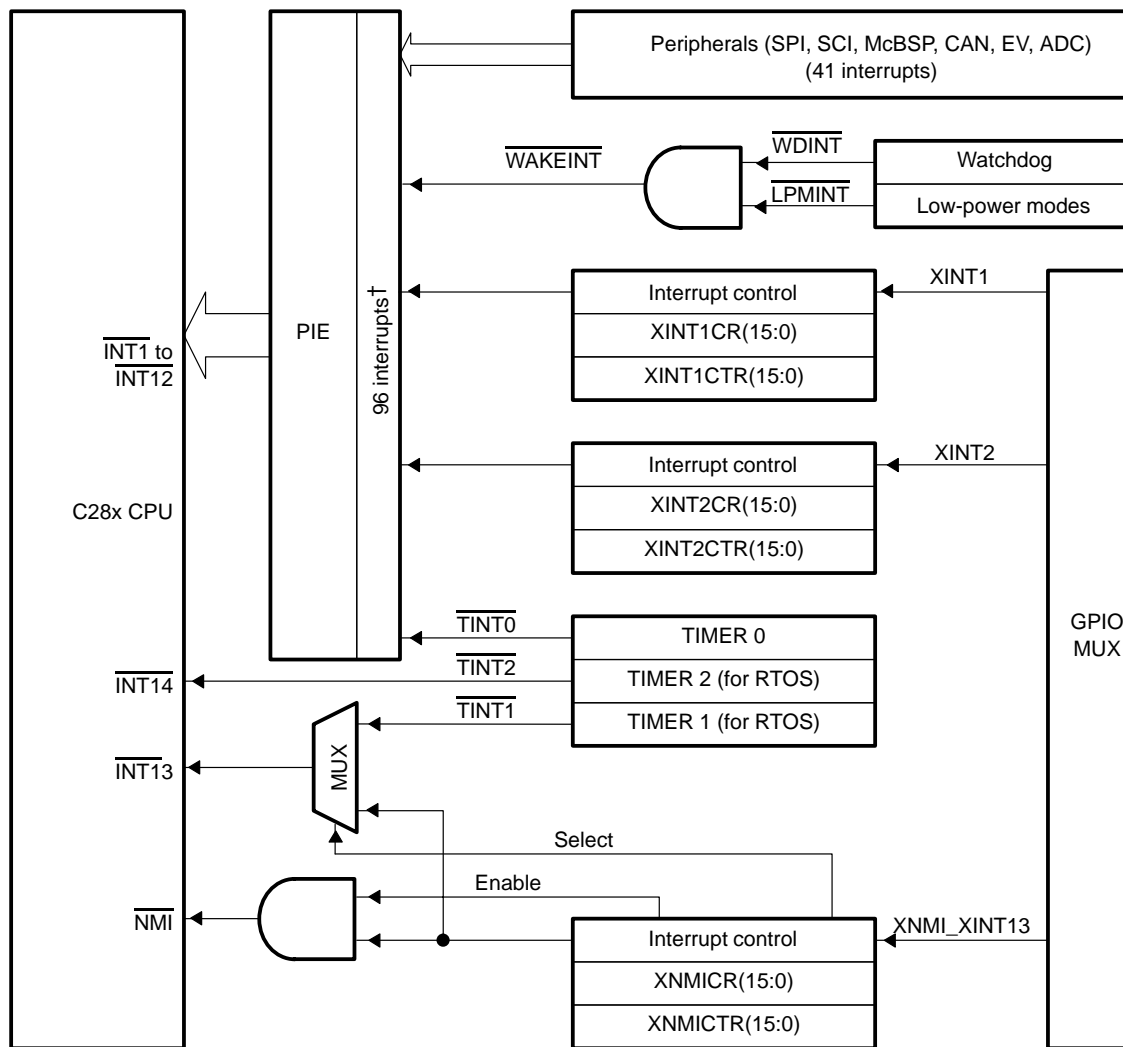 Peripherals (SPI, SCI, McBSP, CAN, EV, ADC)
(41 interrupts)
WDINT
WAKEINT
Watchdog
LPMINT
Low-power modes
XINT1
Interrupt control
XINT1CR(15:0)
XINT1CTR(15:0)
PIE
96 interrupts†
INT1 to
INT12
XINT2
Interrupt control
XINT2CR(15:0)
XINT2CTR(15:0)
C28x CPU
GPIO
MUX
TINT0
TIMER 0
TINT2
TIMER 2 (for RTOS)
INT14
TINT1
TIMER 1 (for RTOS)
MUX
INT13
Select
Enable
NMI
XNMI_XINT13
Interrupt control
XNMICR(15:0)
XNMICTR(15:0)